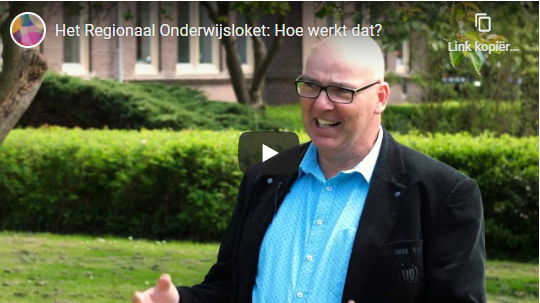 Het Regionaal Onderwijsloket: Hoe werkt dat?
Link kopiër...